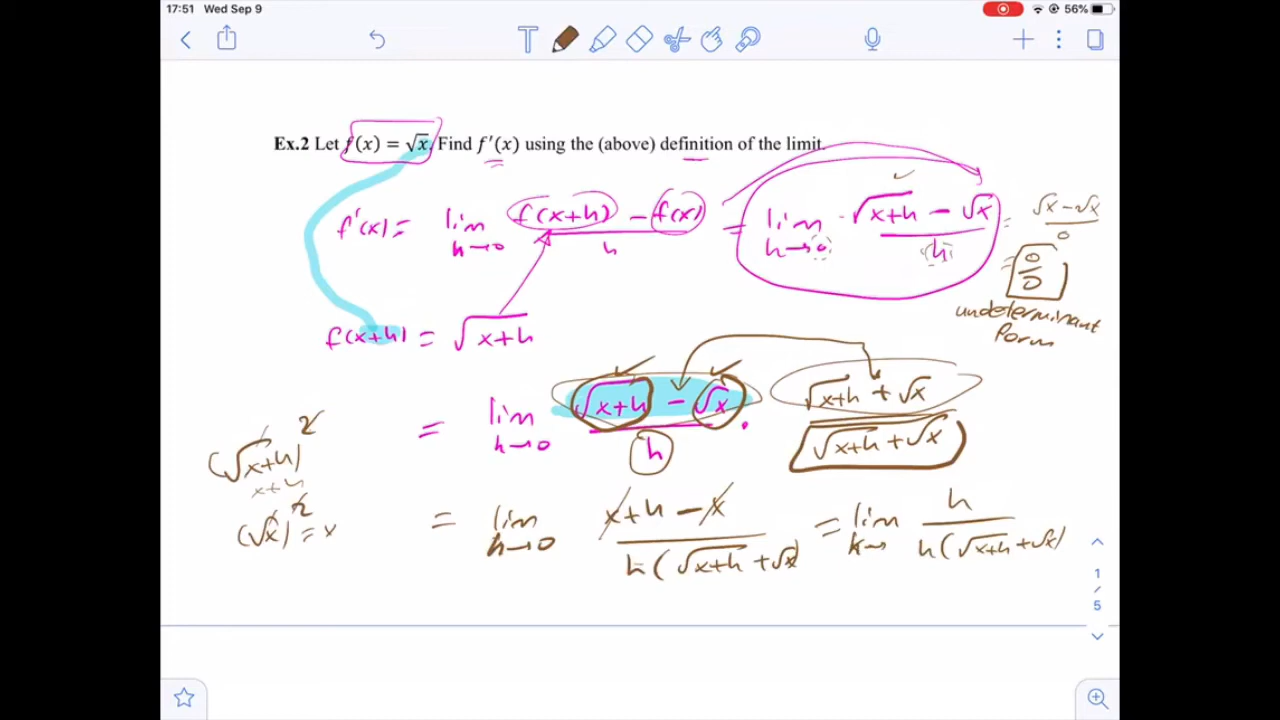 17:51 Wed Sep 9 56%
T
Ex.2 Let f(x) = √x. Find f′(x) using the (above) definition of the limit.
f'(x) = lim h→0 (f(x+h) − f(x))/h = lim h→0 (√(x+h) − √x)/h = (√x − √x)/0
= 0/0
undeterminant
form
f(x+h) = √(x+h)
= lim h→0 (√(x+h) − √x)/h · (√(x+h) + √x)/(√(x+h) + √x)
(√(x+h))²
x+h
(√x)² = x
= lim h→0 (x+h − x)/(h(√(x+h) + √x)) = lim h→ h/(h(√(x+h) + √x))
1
/
5